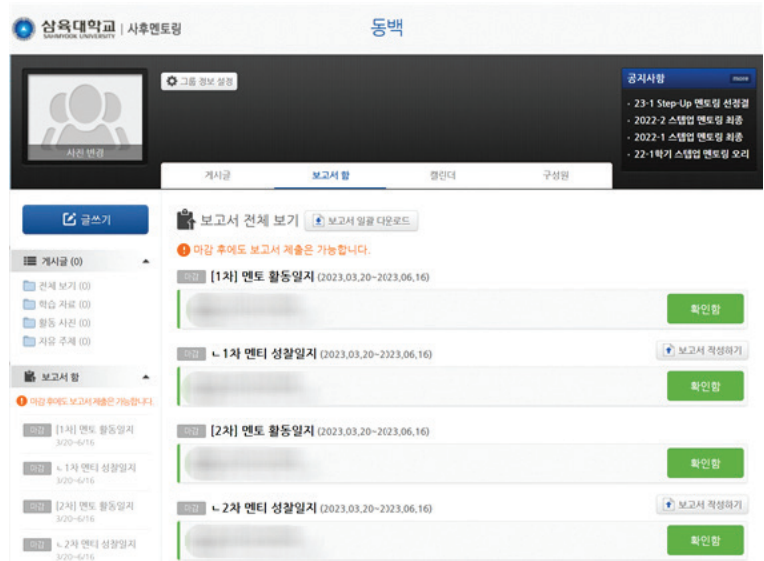 삼육대학교 | 사후멘토링
SAHMYOOK UNIVERSITY
동백
그룹 정보 설정
사진 변경
공지사항
more
· 23-1 Step-Up 멘토링 선정결
· 2022-2 스텝업 멘토링 최종
· 2022-1 스텝업 멘토링 최종
· 22-1학기 스텝업 멘토링 오리
게시글
보고서 함
캘린더
구성원
글쓰기
게시글 (0)
전체 보기 (0)
학습 자료 (0)
활동 사진 (0)
자유 주제 (0)
보고서 함
마감 후에도 보고서 제출은 가능합니다.
마감 [1차] 멘토 활동일지
3/20~6/16
마감 ㄴ1차 멘티 성찰일지
3/20~6/16
마감 [2차] 멘토 활동일지
3/20~6/16
마감 ㄴ2차 멘티 성찰일지
3/20~6/16
보고서 전체 보기
보고서 일괄 다운로드
마감 후에도 보고서 제출은 가능합니다.
마감 [1차] 멘토 활동일지 (2023.03.20~2023.06.16)
확인함
마감 ㄴ1차 멘티 성찰일지 (2023.03.20~2323.06.16)
보고서 작성하기
확인함
마감 [2차] 멘토 활동일지 (2023.03.20~2023.06.16)
확인함
마감 ㄴ2차 멘티 성찰일지 (2023.03.20~2323.06.16)
보고서 작성하기
확인함